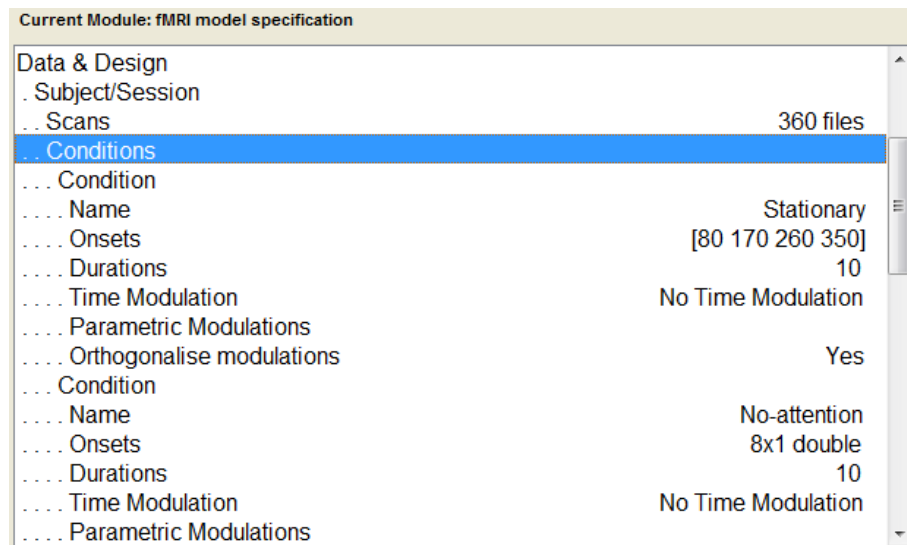 Current Module: fMRI model specification
Data & Design
. Subject/Session
. . Scans 360 files
. . Conditions
. . . Condition
. . . . Name Stationary
. . . . Onsets [80 170 260 350]
. . . . Durations 10
. . . . Time Modulation No Time Modulation
. . . . Parametric Modulations
. . . . Orthogonalise modulations Yes
. . . Condition
. . . . Name No-attention
. . . . Onsets 8x1 double
. . . . Durations 10
. . . . Time Modulation No Time Modulation
. . . . Parametric Modulations